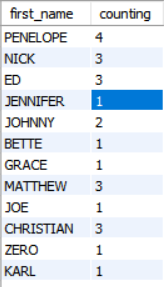 first_name counting
PENELOPE 4
NICK 3
ED 3
JENNIFER 1
JOHNNY 2
BETTE 1
GRACE 1
MATTHEW 3
JOE 1
CHRISTIAN 3
ZERO 1
KARL 1